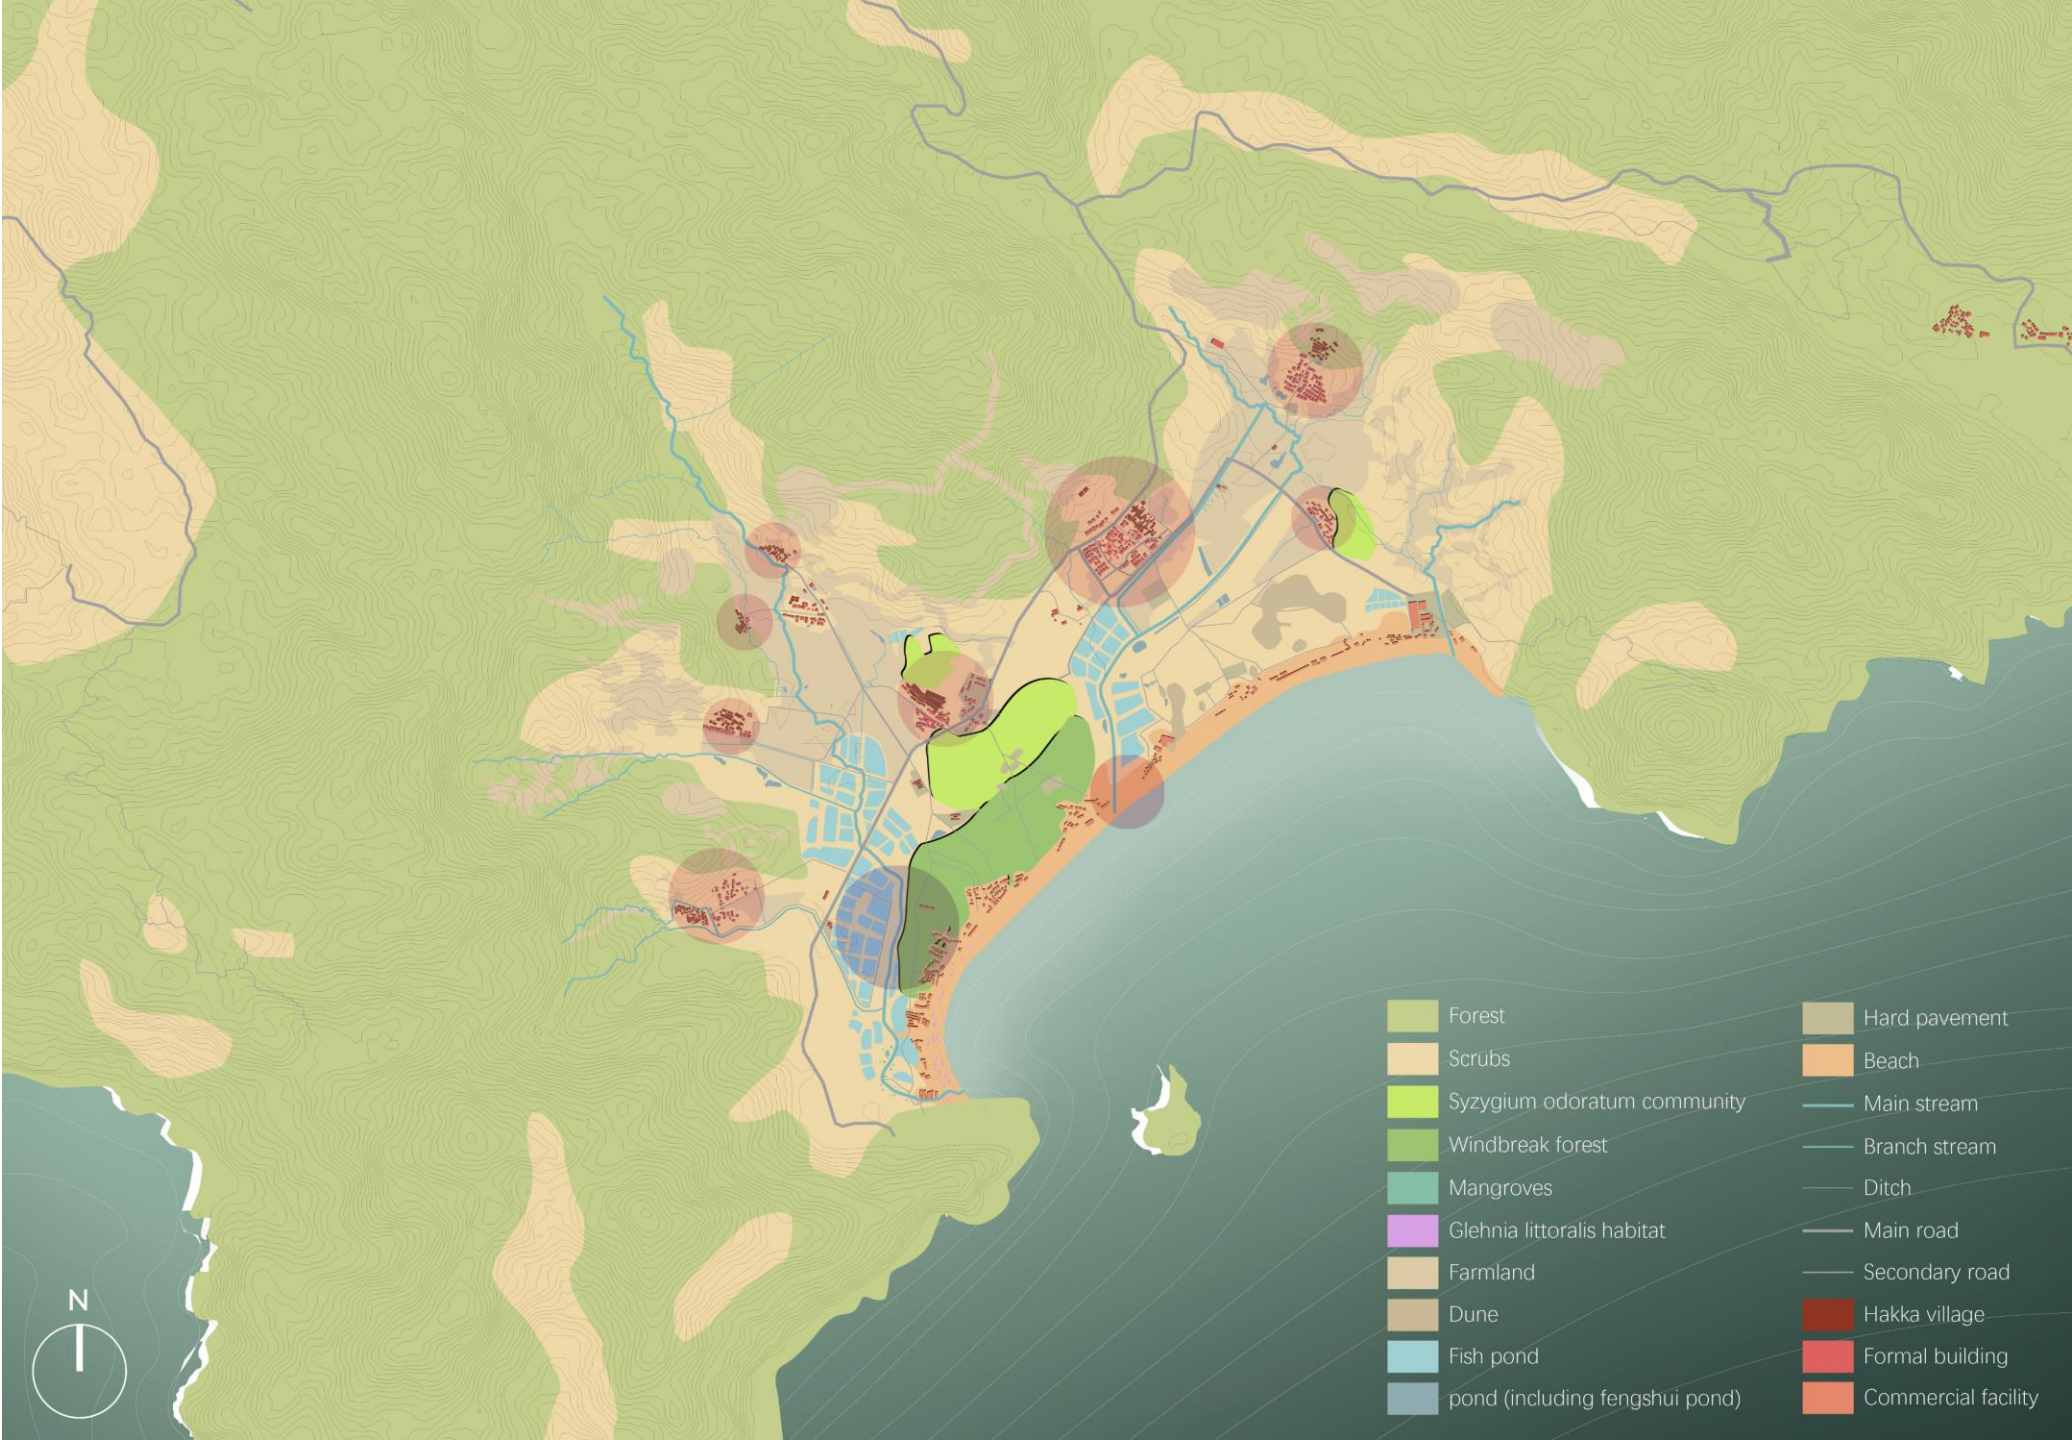 N
Forest
Scrubs
Syzygium odoratum community
Windbreak forest
Mangroves
Glehnia littoralis habitat
Farmland
Dune
Fish pond
pond (including fengshui pond)
Hard pavement
Beach
Main stream
Branch stream
Ditch
Main road
Secondary road
Hakka village
Formal building
Commercial facility